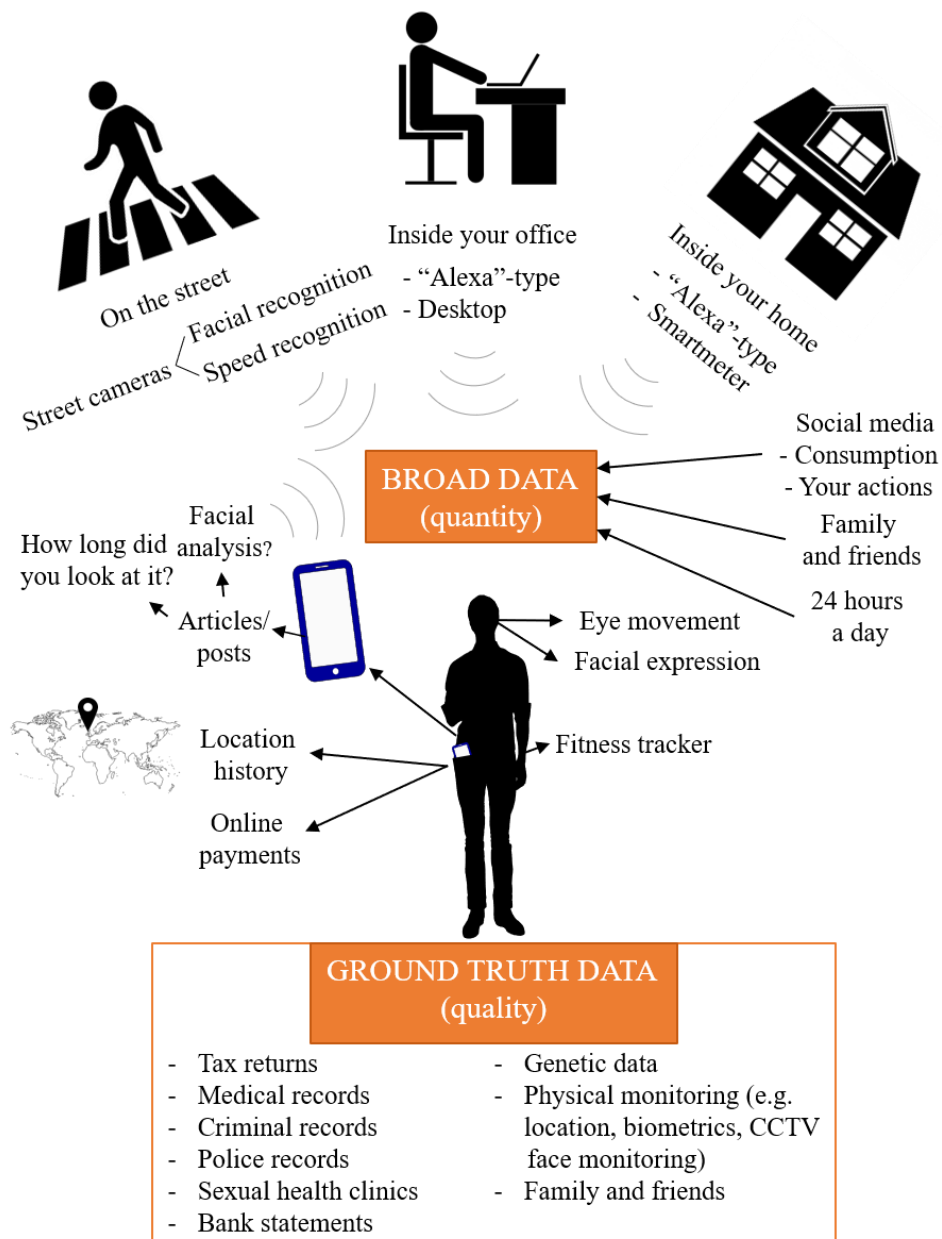 On the street
Street cameras
Facial recognition
Speed recognition
Inside your office
- “Alexa”-type
- Desktop
Inside your home
- “Alexa”-type
- Smartmeter
BROAD DATA
(quantity)
Social media
- Consumption
- Your actions
Family
and friends
24 hours
a day
Facial
analysis?
How long did
you look at it?
Articles/
posts
Eye movement
Facial expression
Location
history
Fitness tracker
Online
payments
GROUND TRUTH DATA
(quality)
- Tax returns
- Medical records
- Criminal records
- Police records
- Sexual health clinics
- Bank statements
- Genetic data
- Physical monitoring (e.g.
location, biometrics, CCTV
face monitoring)
- Family and friends